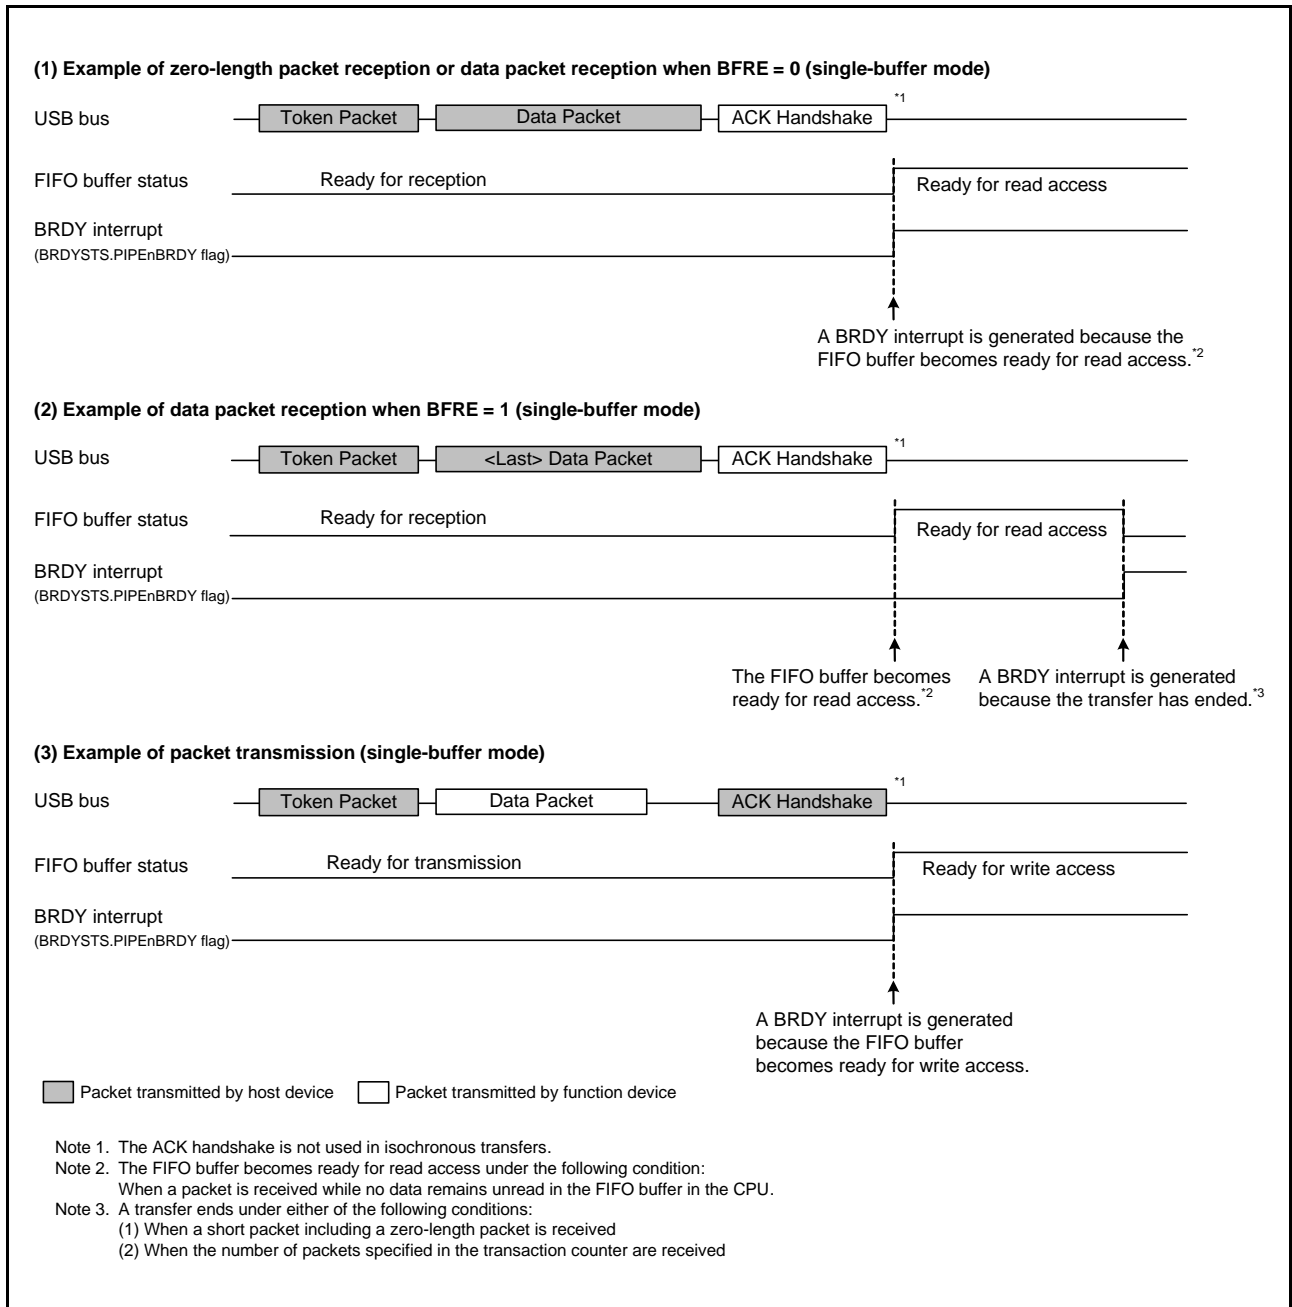 (1) Example of zero-length packet reception or data packet reception when BFRE = 0 (single-buffer mode)
USB bus Token Packet Data Packet ACK Handshake *1
FIFO buffer status Ready for reception Ready for read access
BRDY interrupt
(BRDYSTS.PIPEnBRDY flag)
A BRDY interrupt is generated because the
FIFO buffer becomes ready for read access.*2
(2) Example of data packet reception when BFRE = 1 (single-buffer mode)
USB bus Token Packet <Last> Data Packet ACK Handshake *1
FIFO buffer status Ready for reception Ready for read access
BRDY interrupt
(BRDYSTS.PIPEnBRDY flag)
The FIFO buffer becomes
ready for read access.*2
A BRDY interrupt is generated
because the transfer has ended.*3
(3) Example of packet transmission (single-buffer mode)
USB bus Token Packet Data Packet ACK Handshake *1
FIFO buffer status Ready for transmission Ready for write access
BRDY interrupt
(BRDYSTS.PIPEnBRDY flag)
A BRDY interrupt is generated
because the FIFO buffer
becomes ready for write access.
Packet transmitted by host device Packet transmitted by function device
Note 1. The ACK handshake is not used in isochronous transfers.
Note 2. The FIFO buffer becomes ready for read access under the following condition:
When a packet is received while no data remains unread in the FIFO buffer in the CPU.
Note 3. A transfer ends under either of the following conditions:
(1) When a short packet including a zero-length packet is received
(2) When the number of packets specified in the transaction counter are received